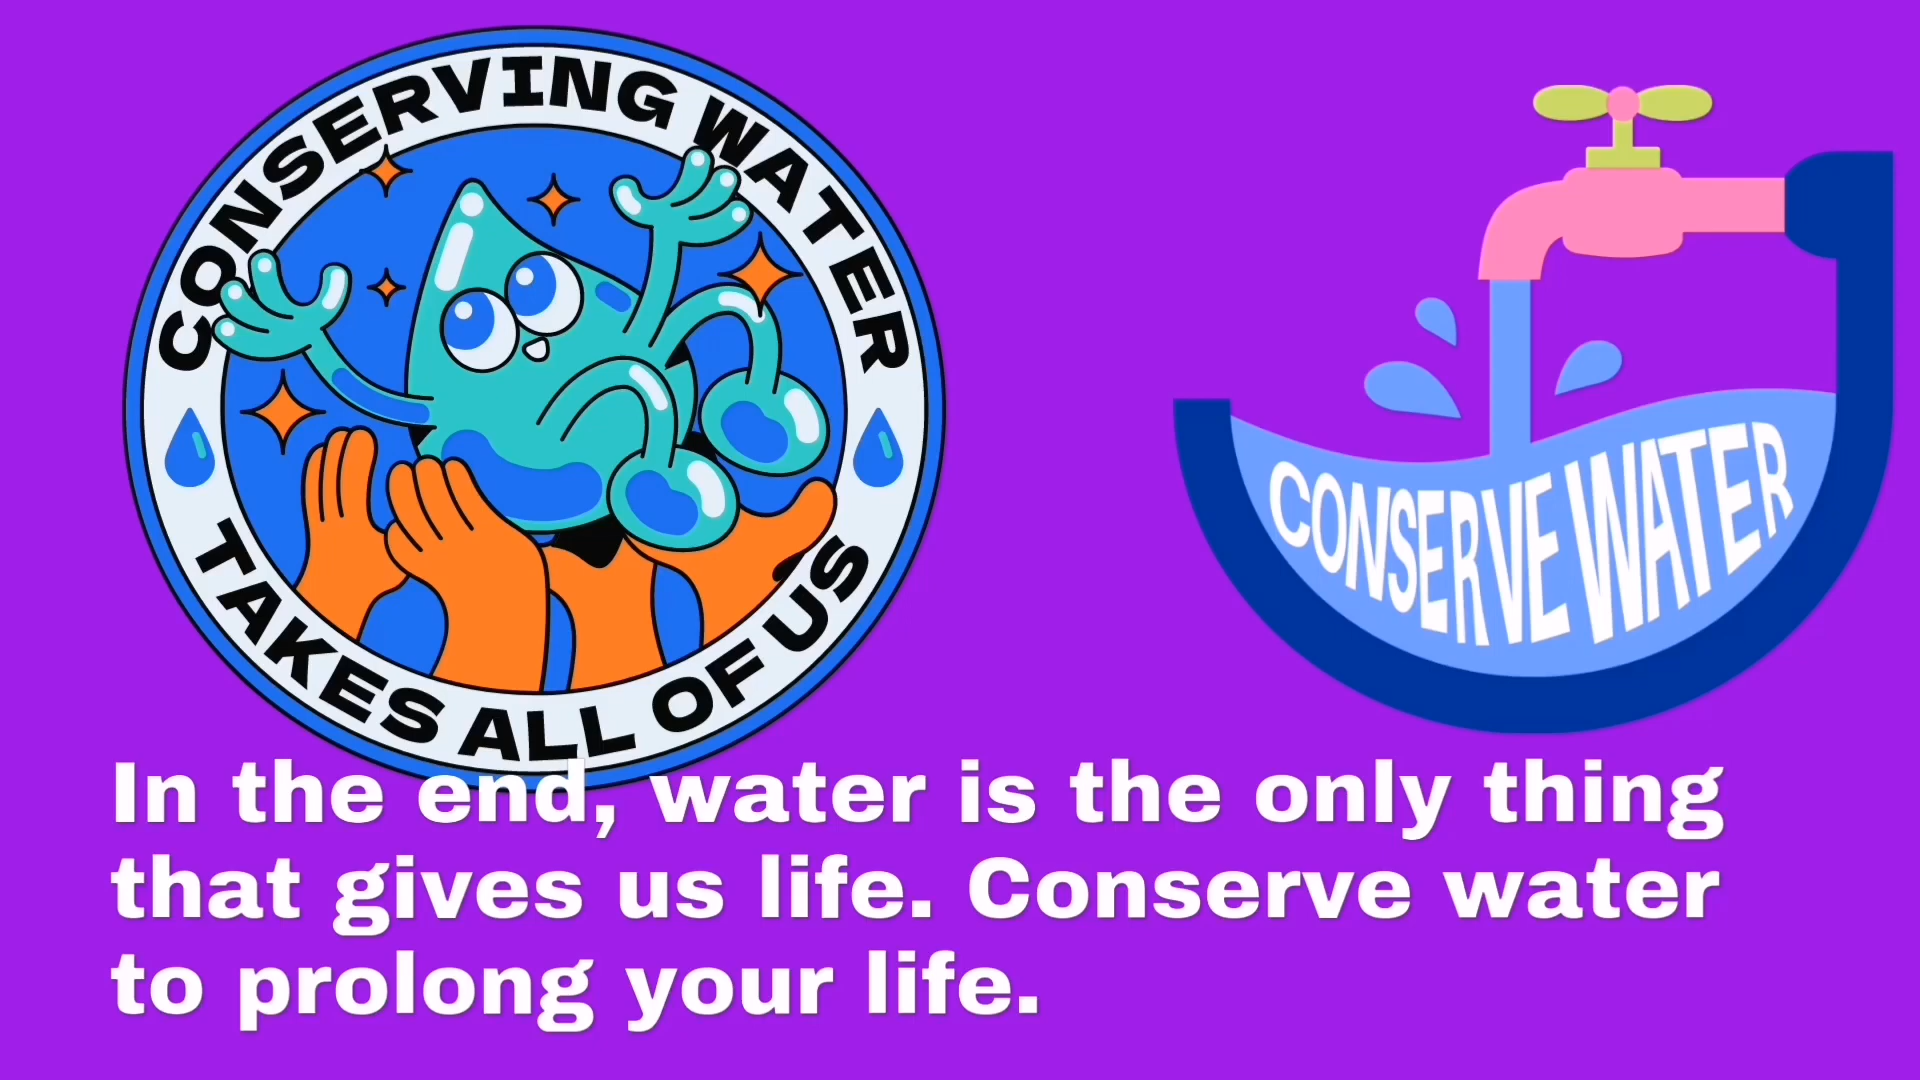 CONSERVING WATER
TAKES ALL OF US
CONSERVE WATER
In the end, water is the only thing
that gives us life. Conserve water
to prolong your life.